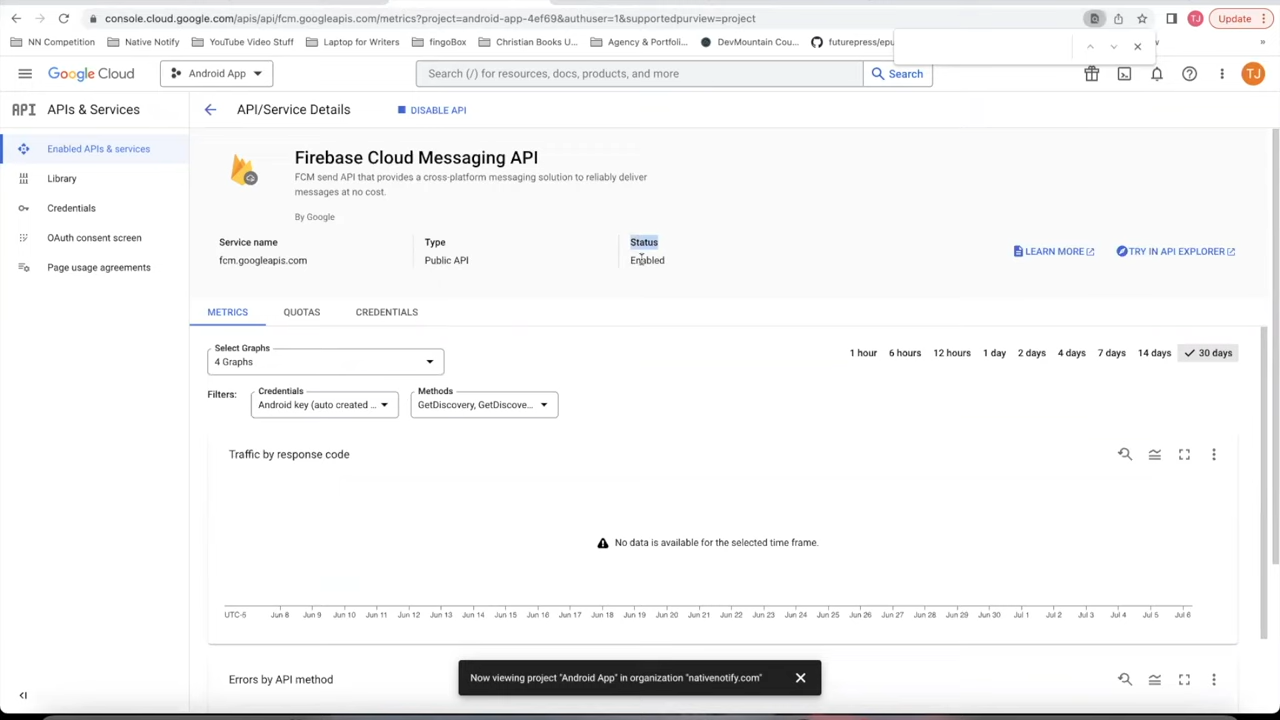 console.cloud.google.com/apis/api/fcm.googleapis.com/metrics?project=android-app-4ef69&authuser=1&supportedpurview=project
TJ
Update
NN Competition
Native Notify
YouTube Video Stuff
Laptop for Writers
fingoBox
Christian Books U...
Agency & Portfoli...
DevMountain Cou...
futurepress/epu
»
Google Cloud
Android App
Search (/) for resources, docs, products, and more
Search
TJ
API
APIs & Services
API/Service Details
DISABLE API
Enabled APIs & services
Library
Credentials
OAuth consent screen
Page usage agreements
Firebase Cloud Messaging API
FCM send API that provides a cross-platform messaging solution to reliably deliver
messages at no cost.
By Google
Service name
fcm.googleapis.com
Type
Public API
Status
Enabled
LEARN MORE
TRY IN API EXPLORER
METRICS
QUOTAS
CREDENTIALS
Select Graphs
4 Graphs
1 hour
6 hours
12 hours
1 day
2 days
4 days
7 days
14 days
30 days
Filters:
Credentials
Android key (auto created ...
Methods
GetDiscovery, GetDiscove...
Traffic by response code
No data is available for the selected time frame.
UTC-6
Jun 8
Jun 9
Jun 10
Jun 11
Jun 12
Jun 13
Jun 14
Jun 15
Jun 16
Jun 17
Jun 18
Jun 19
Jun 20
Jun 21
Jun 22
Jun 23
Jun 24
Jun 25
Jun 26
Jun 27
Jun 28
Jun 29
Jun 30
Jul 1
Jul 2
Jul 3
Jul 4
Jul 5
Jul 6
Errors by API method
Now viewing project "Android App" in organization "nativenotify.com"